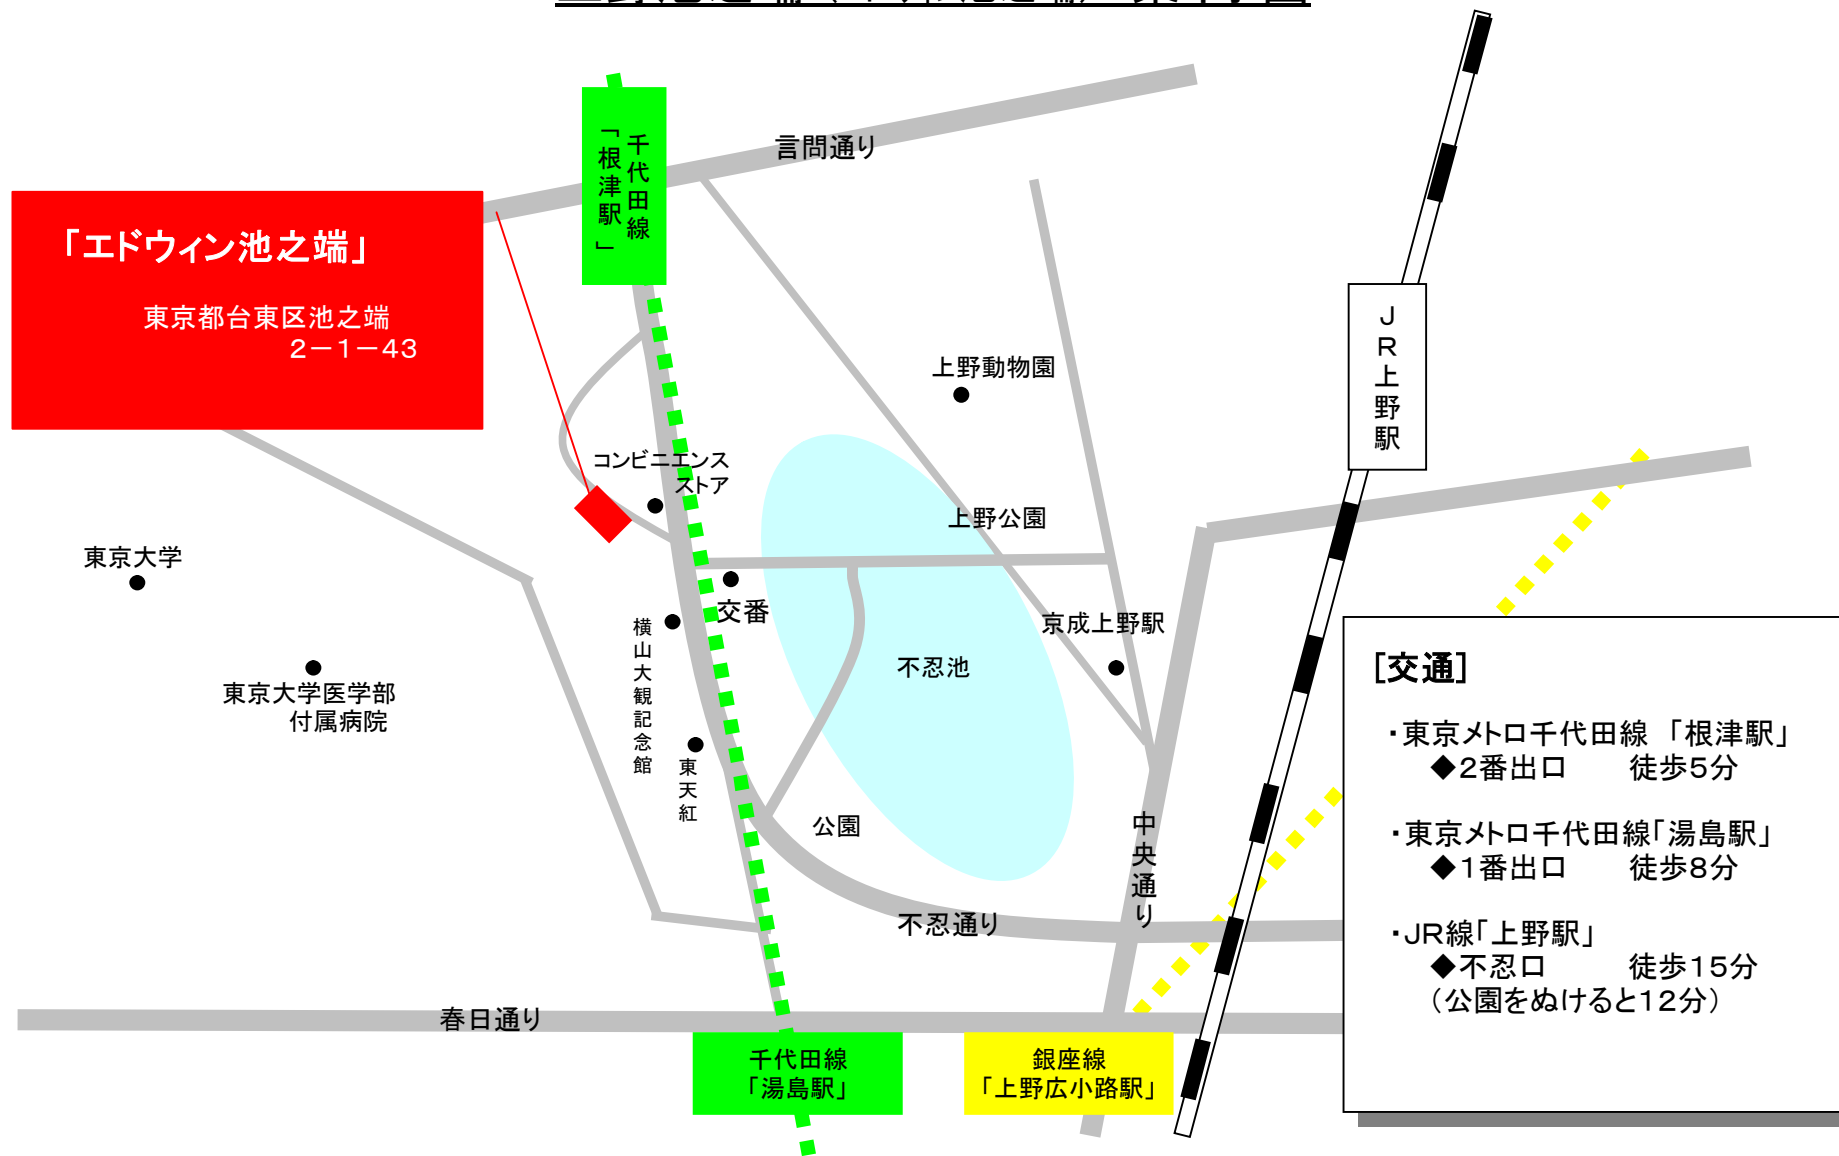 言問通り
千代田線
「根津駅」
「エドウィン池之端」
東京都台東区池之端
2－1－43
JR上野駅
上野動物園
コンビニエンス
ストア
上野公園
東京大学
交番
横山大観記念館
京成上野駅
不忍池
東京大学医学部
付属病院
東天紅
公園
中央通り
不忍通り
春日通り
千代田線
「湯島駅」
銀座線
「上野広小路駅」
［交通］
・東京メトロ千代田線 「根津駅」
◆2番出口 徒歩5分
・東京メトロ千代田線「湯島駅」
◆1番出口 徒歩8分
・JR線「上野駅」
◆不忍口 徒歩15分
（公園をぬけると12分）